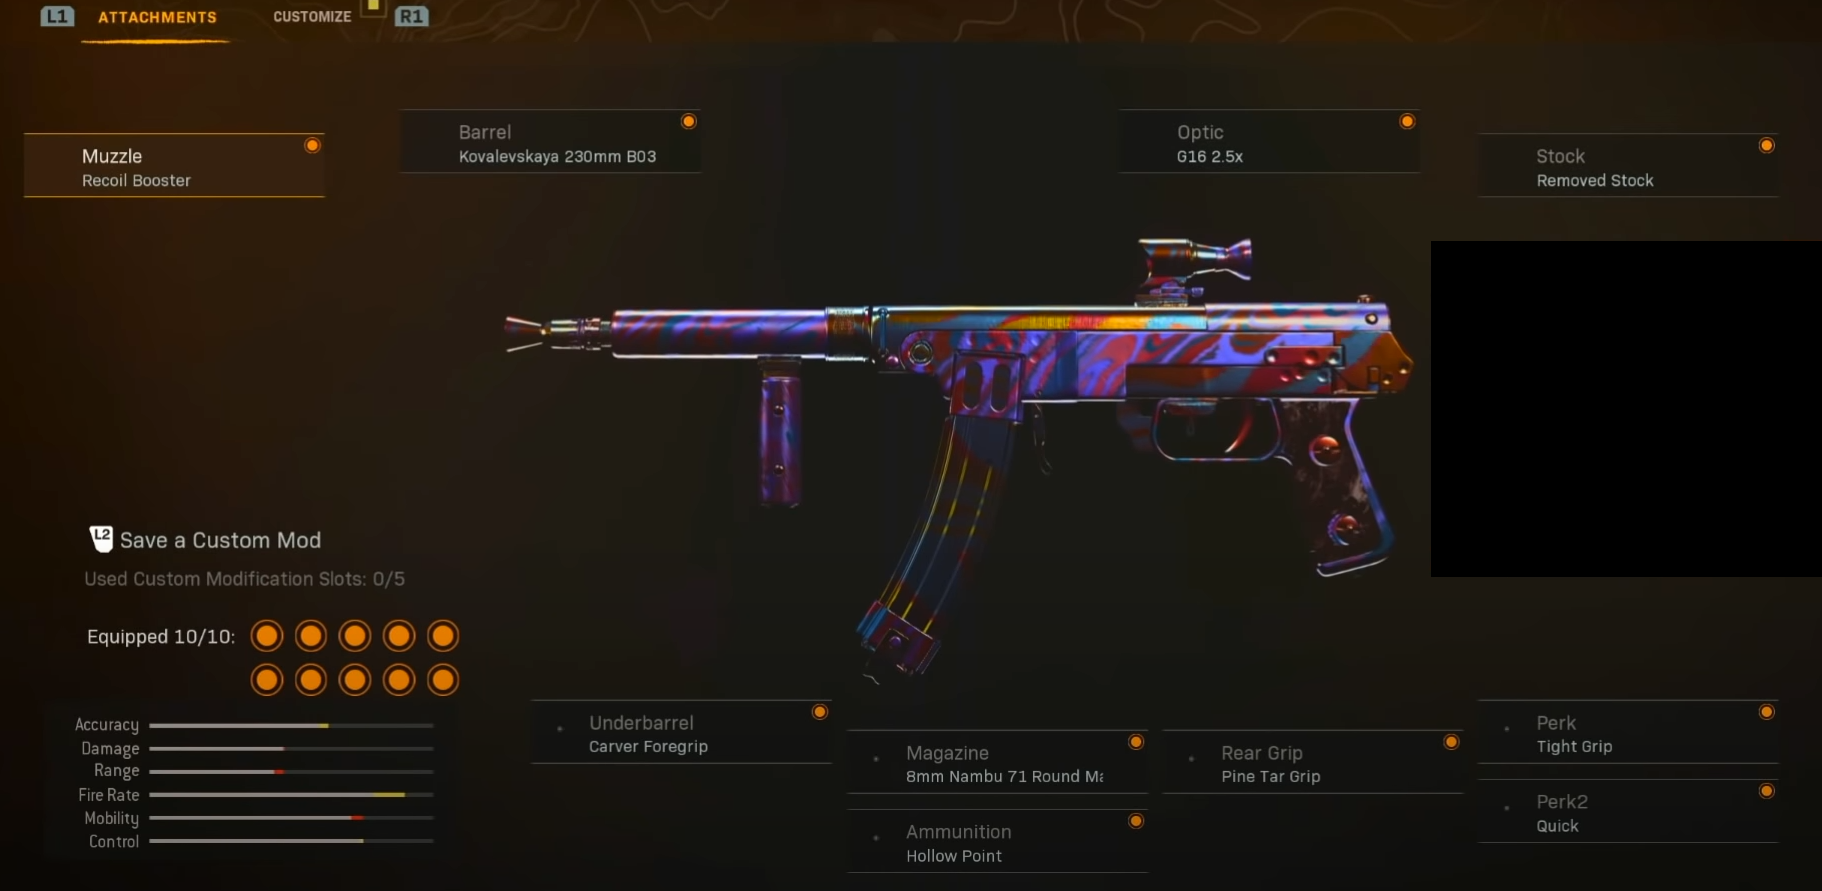 L1 ATTACHMENTS CUSTOMIZE R1
Muzzle
Recoil Booster
Barrel
Kovalevskaya 230mm B03
Optic
G16 2.5x
Stock
Removed Stock
L2 Save a Custom Mod
Used Custom Modification Slots: 0/5
Equipped 10/10:
Accuracy
Damage
Range
Fire Rate
Mobility
Control
Underbarrel
Carver Foregrip
Magazine
8mm Nambu 71 Round Ma
Ammunition
Hollow Point
Rear Grip
Pine Tar Grip
Perk
Tight Grip
Perk2
Quick